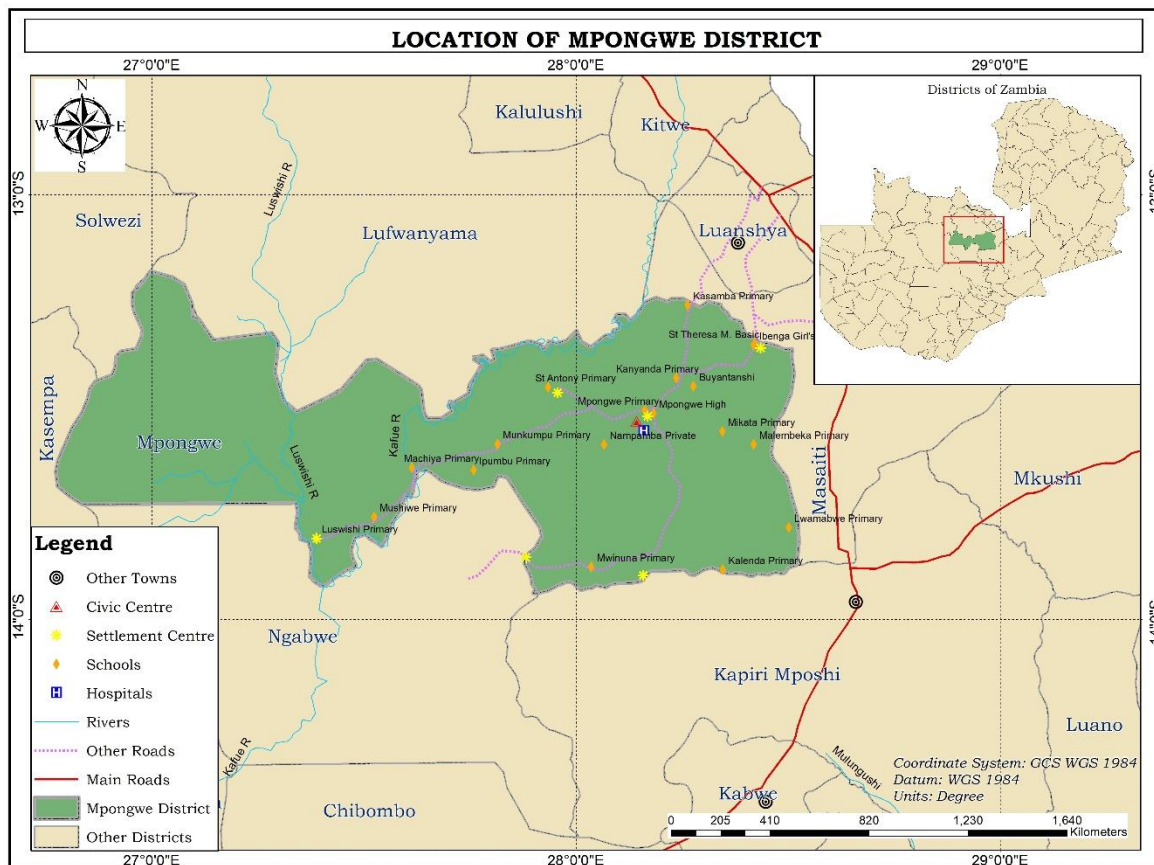 LOCATION OF MPONGWE DISTRICT
27°0'0"E
28°0'0"E
29°0'0"E
N
W E
S
Districts of Zambia
Kalulushi
Kitwe
13°0'0"S
Solwezi
Luswishi R
Lufwanyama
Luanshya
Kasamba Primary
St Theresa M. Basic
Ibenga Girl's
Kanyanda Primary
St Antony Primary
Buyantanshi
Mpongwe Primary
Mpongwe High
Kasempa
Mpongwe
Kafue R
Munkumpu Primary
Nampamba Private
Mikata Primary
Malembeka Primary
Masaiti
Mkushi
Luswishi R
Machiya Primary
Ipumbu Primary
Mushiwe Primary
Luswishi Primary
Lwamabwe Primary
Mwinuna Primary
Kalenda Primary
14°0'0"S
14°0'0"S
Ngabwe
Kapiri Mposhi
Luano
Kafue R
Mulungushi
Chibombo
Kabwe
Legend
Other Towns
Civic Centre
Settlement Centre
Schools
H Hospitals
Rivers
Other Roads
Main Roads
Mpongwe District
Other Districts
H
Coordinate System: GCS WGS 1984
Datum: WGS 1984
Units: Degree
0 205 410 820 1,230 1,640
Kilometers
27°0'0"E
28°0'0"E
29°0'0"E